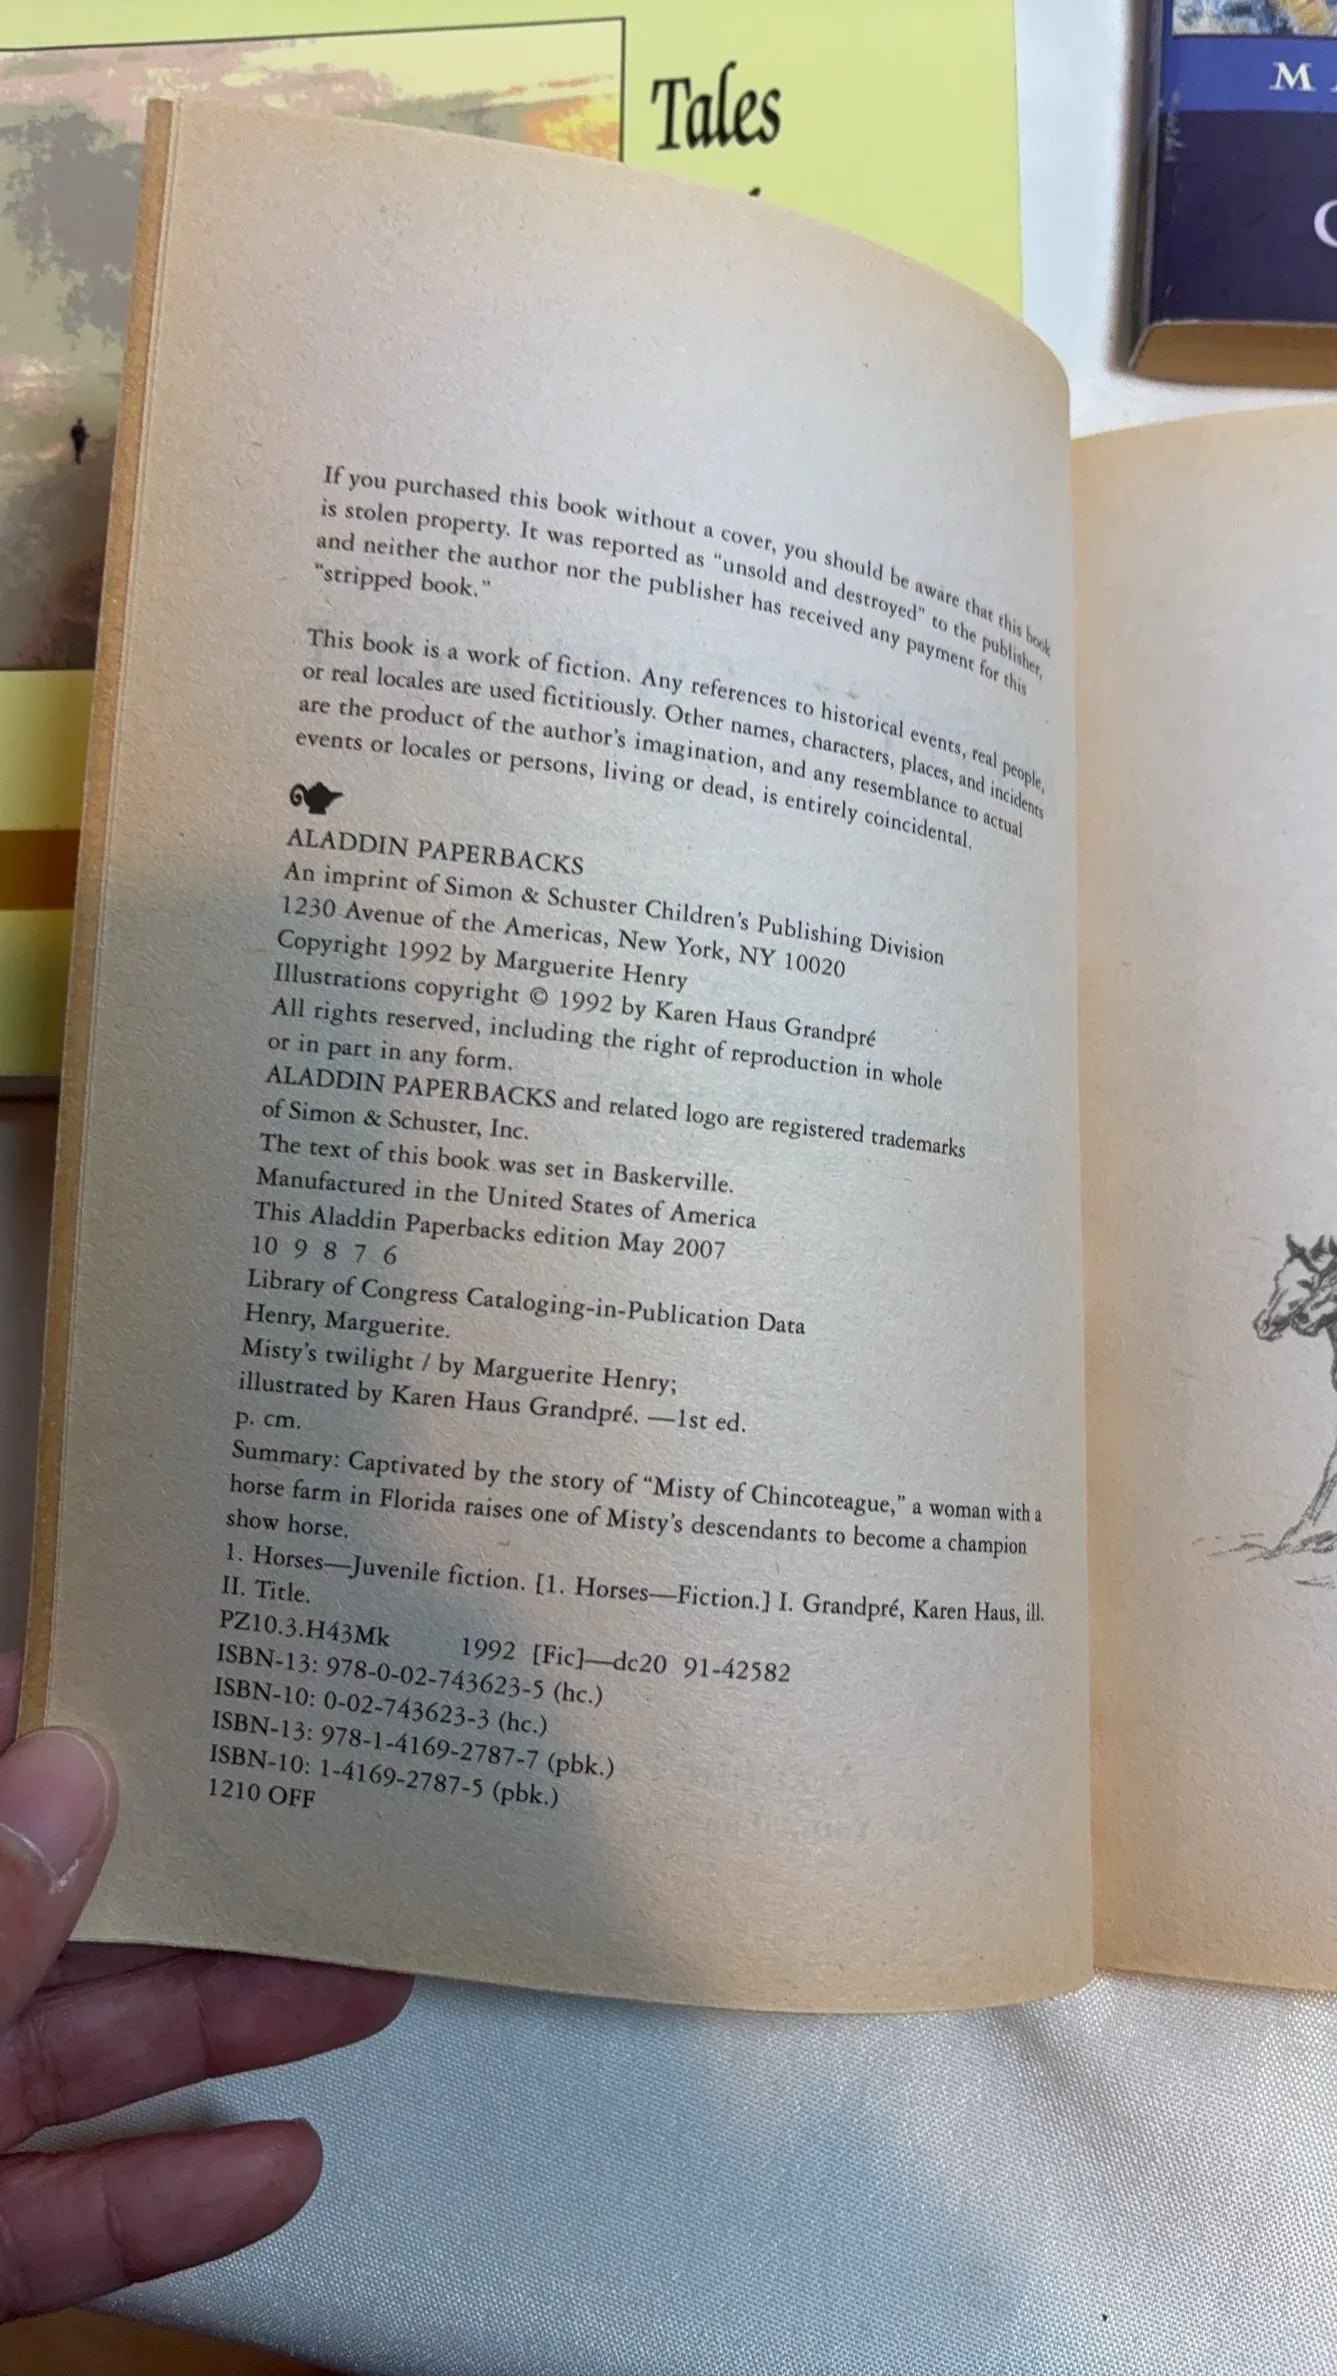 Tales
MA
C
If you purchased this book without a cover, you should be aware that this book
is stolen property. It was reported as "unsold and destroyed" to the publisher,
and neither the author nor the publisher has received any payment for this
"stripped book."
This book is a work of fiction. Any references to historical events, real people,
or real locales are used fictitiously. Other names, characters, places, and incidents
are the product of the author's imagination, and any resemblance to actual
events or locales or persons, living or dead, is entirely coincidental.
ALADDIN PAPERBACKS
An imprint of Simon & Schuster Children's Publishing Division
1230 Avenue of the Americas, New York, NY 10020
Copyright 1992 by Marguerite Henry
Illustrations copyright © 1992 by Karen Haus Grandpré
All rights reserved, including the right of reproduction in whole
or in part in any form.
ALADDIN PAPERBACKS and related logo are registered trademarks
of Simon & Schuster, Inc.
The text of this book was set in Baskerville.
Manufactured in the United States of America
This Aladdin Paperbacks edition May 2007
10 9 8 7 6
Library of Congress Cataloging-in-Publication Data
Henry, Marguerite.
Misty's twilight / by Marguerite Henry;
illustrated by Karen Haus Grandpré. —1st ed.
p. cm.
Summary: Captivated by the story of "Misty of Chincoteague," a woman with a
horse farm in Florida raises one of Misty's descendants to become a champion
show horse.
1. Horses—Juvenile fiction. [1. Horses—Fiction.] I. Grandpré, Karen Haus, ill.
II. Title.
PZ10.3.H43Mk 1992 [Fic]—dc20 91-42582
ISBN-13: 978-0-02-743623-5 (hc.)
ISBN-10: 0-02-743623-3 (hc.)
ISBN-13: 978-1-4169-2787-7 (pbk.)
ISBN-10: 1-4169-2787-5 (pbk.)
1210 OFF